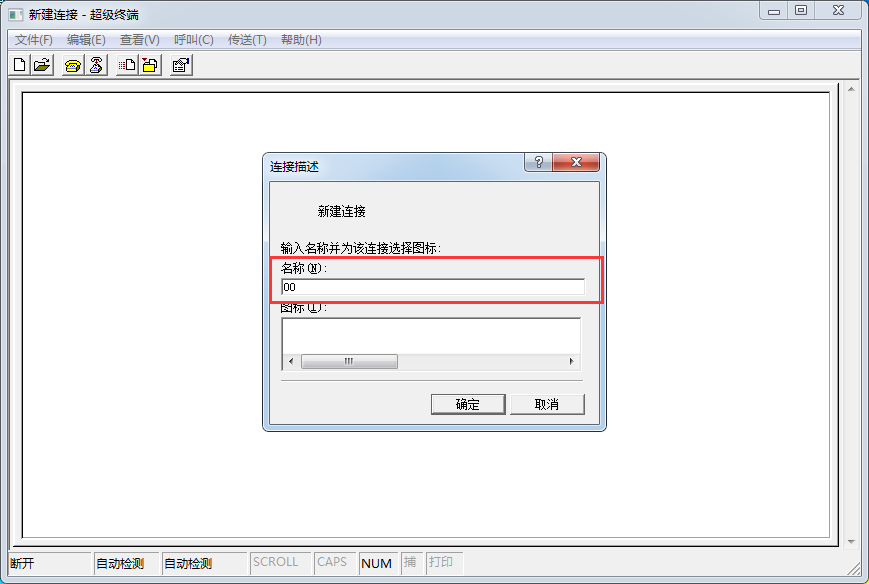 新建连接 - 超级终端
文件(F) 编辑(E) 查看(V) 呼叫(C) 传送(T) 帮助(H)
连接描述
新建连接
输入名称并为该连接选择图标:
名称(N):
00
图标(I):
确定 取消
断开 自动检测 自动检测 SCROLL CAPS NUM 捕 打印